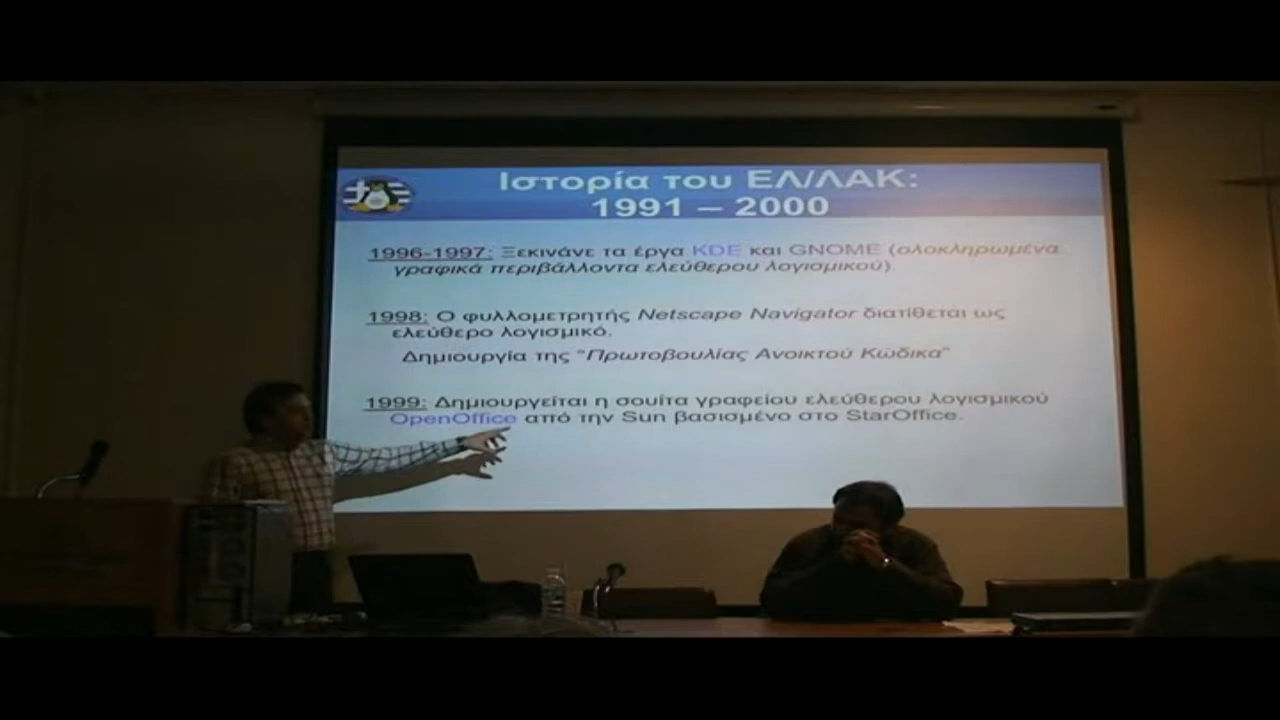 Ιστορία του ΕΛ/ΛΑΚ:
1991 – 2000
1996-1997: Ξεκινάνε τα έργα KDE και GNOME (ολοκληρωμένα
γραφικά περιβάλλοντα ελεύθερου λογισμικού).
1998: Ο φυλλομετρητής Netscape Navigator διατίθεται ως
ελεύθερο λογισμικό.
Δημιουργία της "Πρωτοβουλίας Ανοικτού Κώδικα"
1999: Δημιουργείται η σουίτα γραφείου ελεύθερου λογισμικού
OpenOffice από την Sun βασισμένο στο StarOffice.